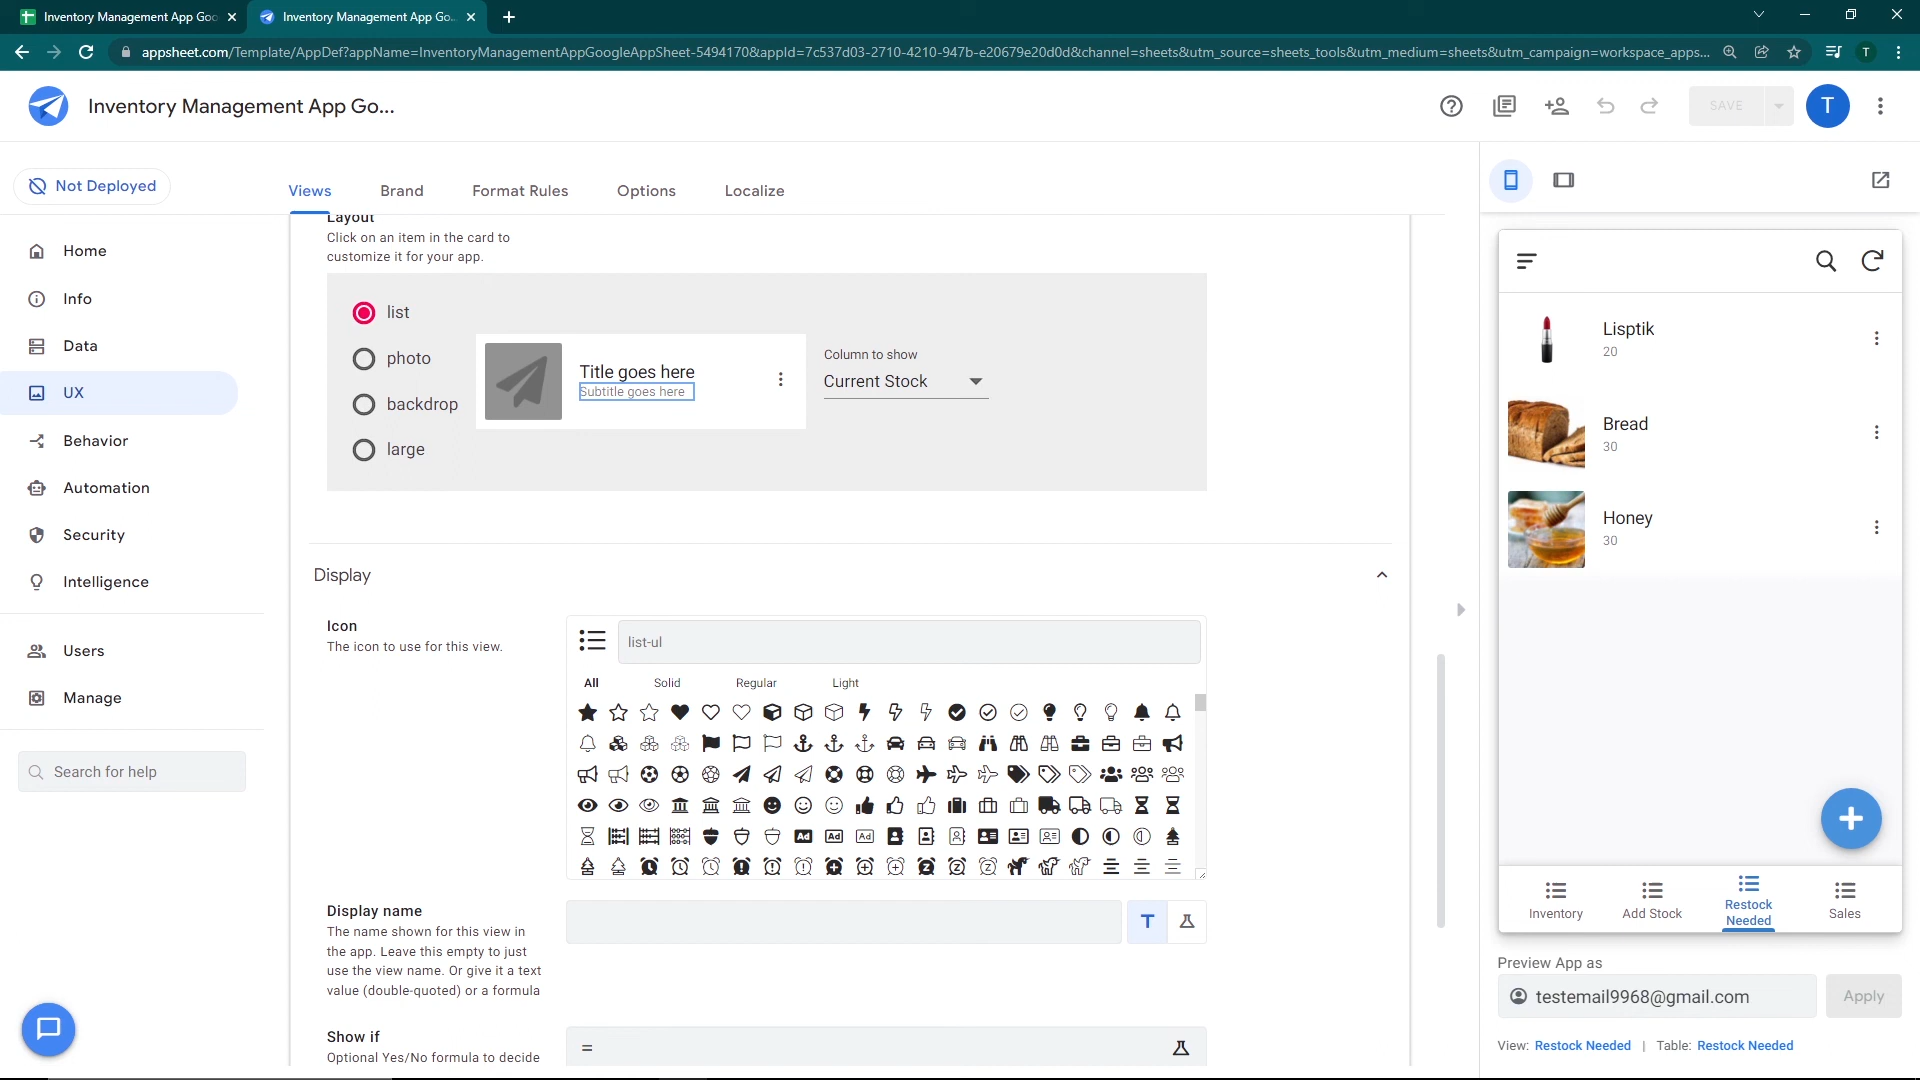 Inventory Management App Goo
Inventory Management App Go...
appsheet.com/Template/AppDef?appName=InventoryManagementAppGoogleAppSheet-5494170&appId=7c537d03-2710-4210-947b-e20679e20d0d&channel=sheets&utm_source=sheets_tools&utm_medium=sheets&utm_campaign=workspace_apps...
T
Inventory Management App Go...
SAVE
T
Not Deployed
Views
Brand
Format Rules
Options
Localize
Home
Info
Data
UX
Behavior
Automation
Security
Intelligence
Users
Manage
Search for help
Layout
Click on an item in the card to
customize it for your app.
list
photo
backdrop
large
Title goes here
Subtitle goes here
Column to show
Current Stock
Display
Icon
The icon to use for this view.
list-ul
All
Solid
Regular
Light
Display name
The name shown for this view in
the app. Leave this empty to just
use the view name. Or give it a text
value (double-quoted) or a formula
T
Show if
Optional Yes/No formula to decide
=
Lisptik
20
Bread
30
Honey
30
Inventory
Add Stock
Restock
Needed
Sales
Preview App as
testemail9968@gmail.com
Apply
View: Restock Needed | Table: Restock Needed